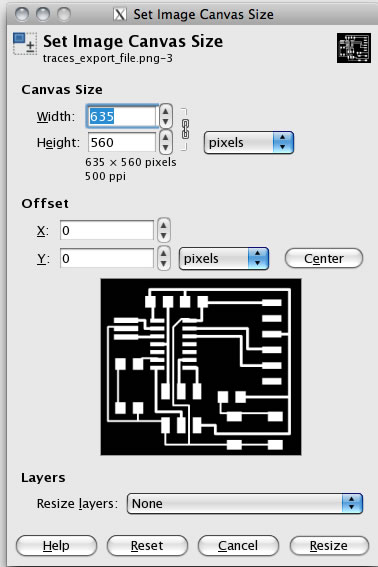 Set Image Canvas Size
Set Image Canvas Size
traces_export_file.png-3
Canvas Size
Width: 635
Height: 560 pixels
635 × 560 pixels
500 ppi
Offset
X: 0
Y: 0 pixels Center
Layers
Resize layers: None
Help Reset Cancel Resize